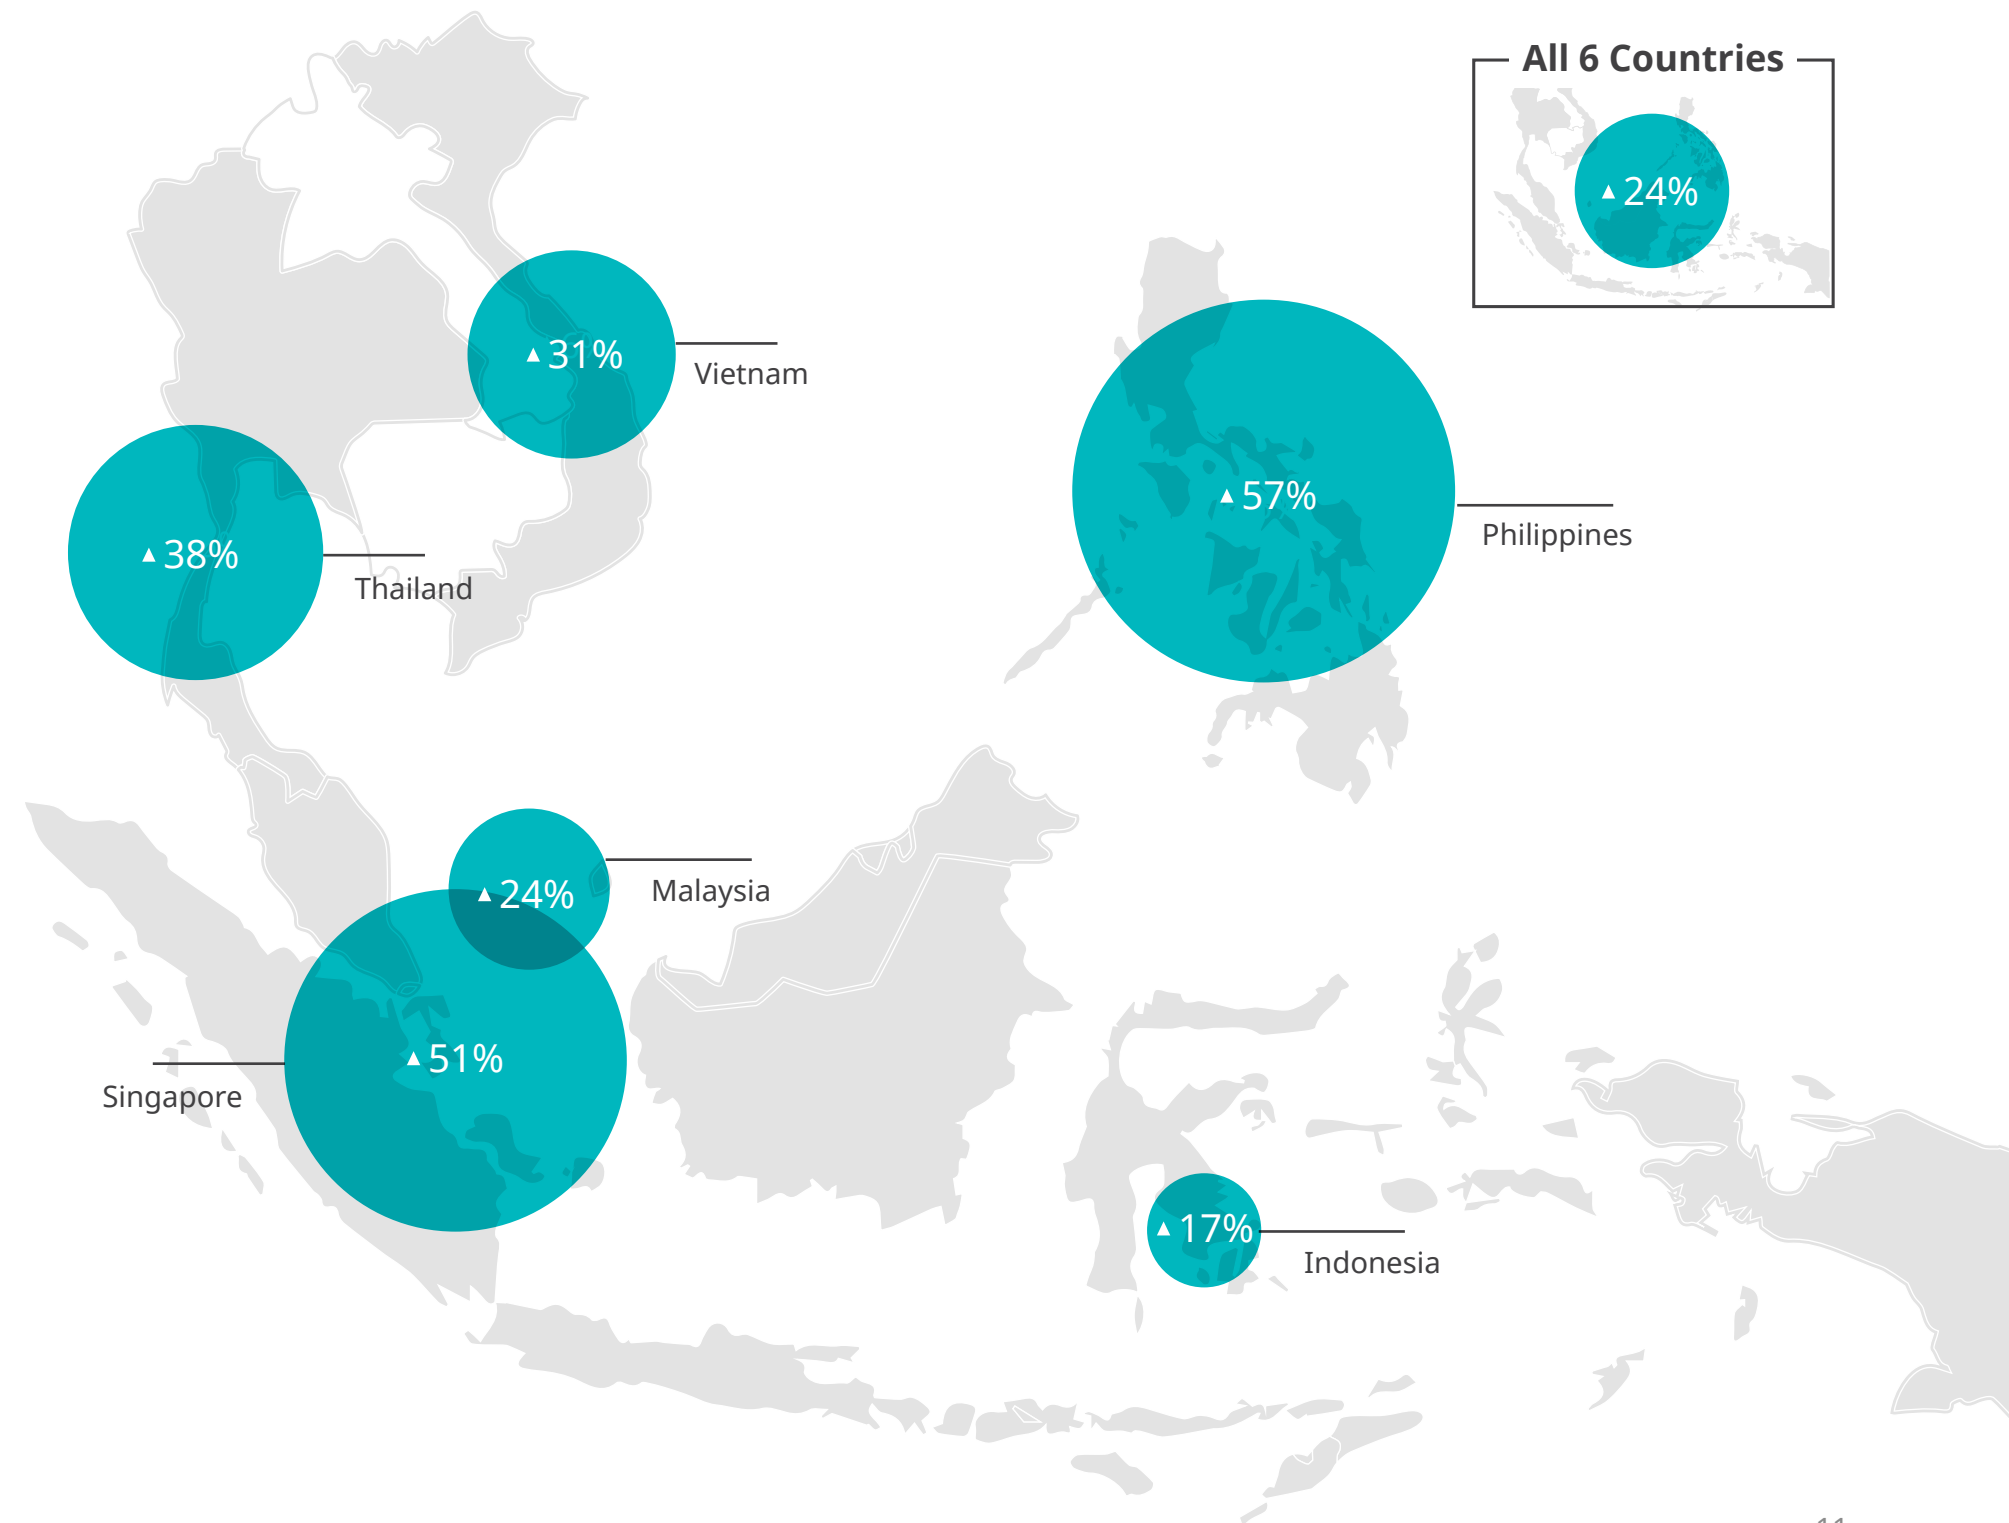 All 6 Countries
▲ 24%
▲ 31%
Vietnam
▲ 57%
Philippines
▲ 38%
Thailand
▲ 24%
Malaysia
▲ 51%
Singapore
▲ 17%
Indonesia